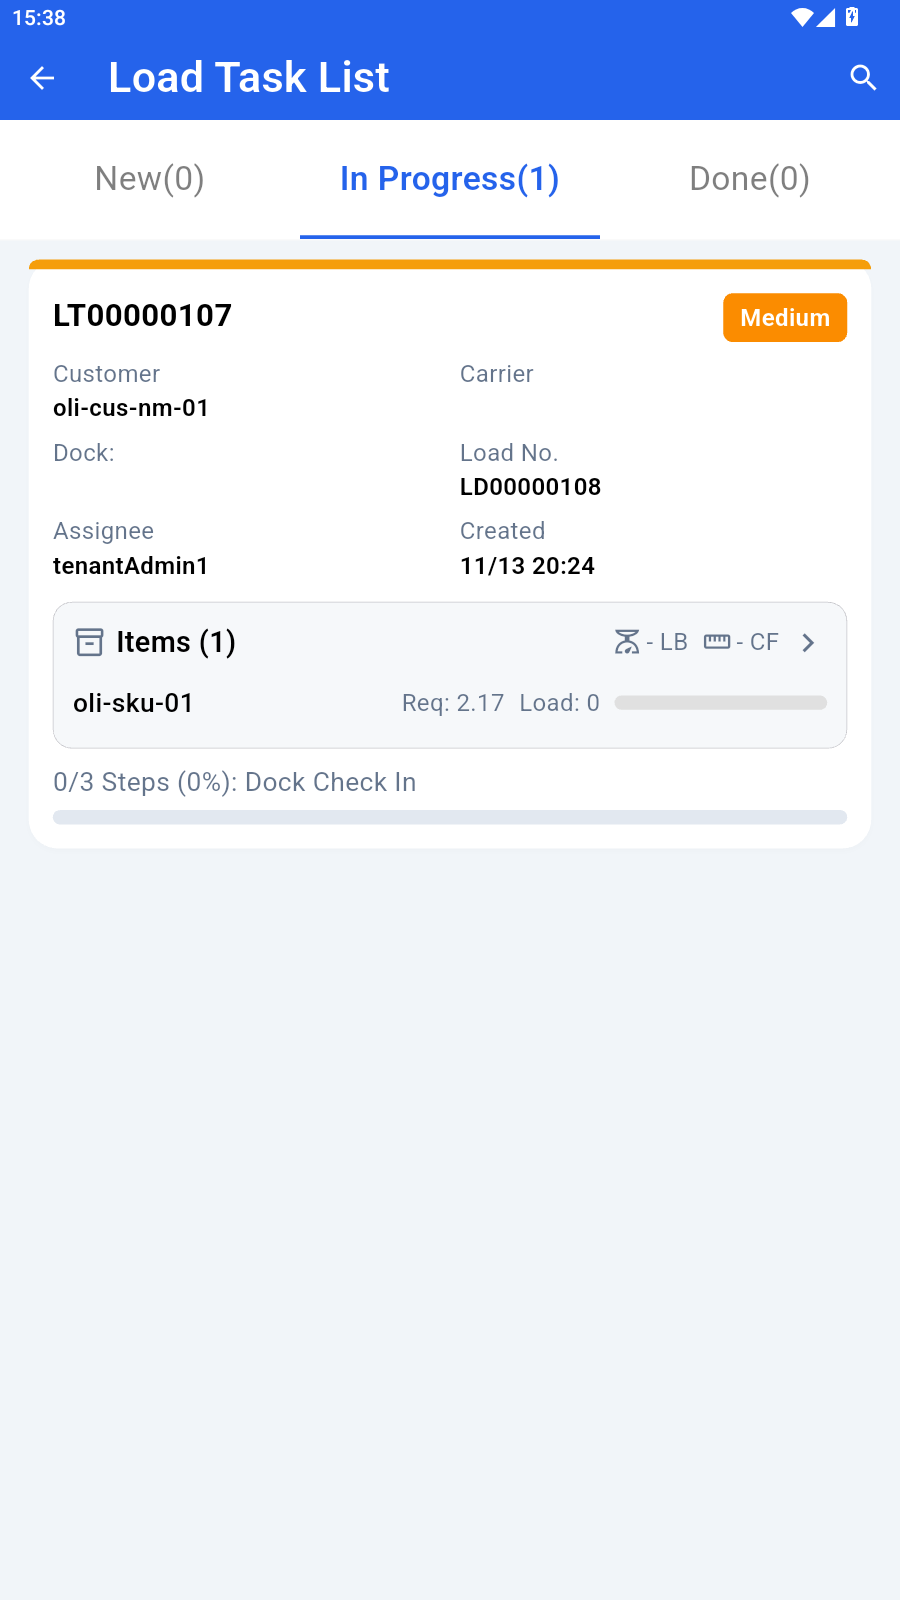 15:38
Load Task List
New(0) In Progress(1) Done(0)
LT00000107 Medium
Customer Carrier
oli-cus-nm-01
Dock: Load No.
LD00000108
Assignee Created
tenantAdmin1 11/13 20:24
Items (1) - LB - CF
oli-sku-01 Req: 2.17 Load: 0
0/3 Steps (0%): Dock Check In